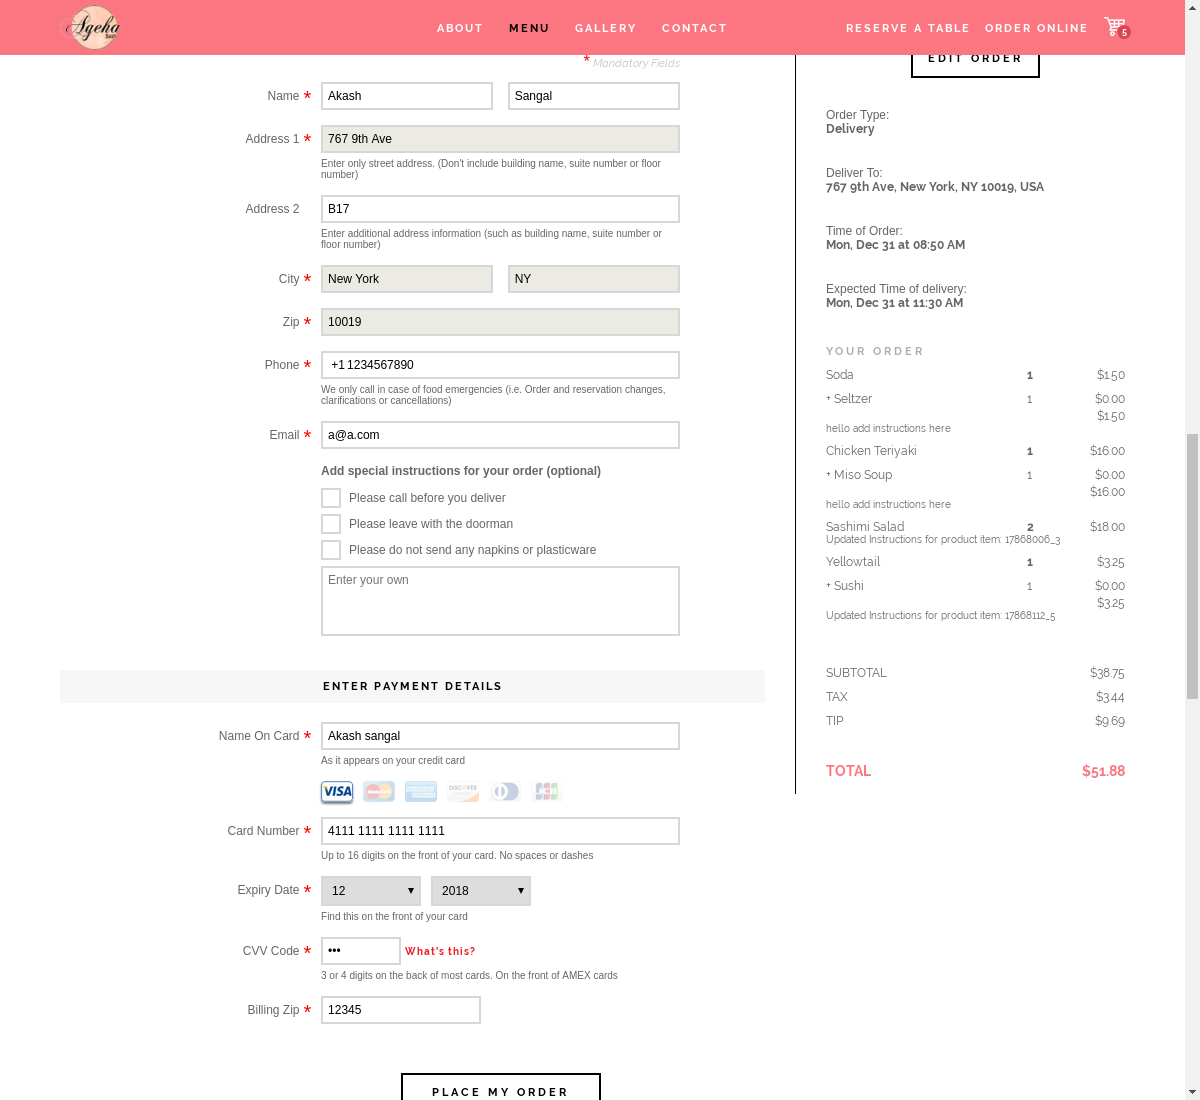 Ageha
Sushi
ABOUT MENU GALLERY CONTACT RESERVE A TABLE ORDER ONLINE 5
* Mandatory Fields
Name * Akash Sangal
Address 1 * 767 9th Ave
Enter only street address. (Don't include building name, suite number or floor
number)
Address 2 B17
Enter additional address information (such as building name, suite number or
floor number)
City * New York NY
Zip * 10019
Phone * +1 1234567890
We only call in case of food emergencies (i.e. Order and reservation changes,
clarifications or cancellations)
Email * a@a.com
Add special instructions for your order (optional)
Please call before you deliver
Please leave with the doorman
Please do not send any napkins or plasticware
Enter your own
ENTER PAYMENT DETAILS
Name On Card * Akash sangal
As it appears on your credit card
VISA MasterCard AMERICAN EXPRESS DISCOVER JCB
Card Number * 4111 1111 1111 1111
Up to 16 digits on the front of your card. No spaces or dashes
Expiry Date * 12 2018
Find this on the front of your card
CVV Code * ••• What's this?
3 or 4 digits on the back of most cards. On the front of AMEX cards
Billing Zip * 12345
PLACE MY ORDER
EDIT ORDER
Order Type:
Delivery
Deliver To:
767 9th Ave, New York, NY 10019, USA
Time of Order:
Mon, Dec 31 at 08:50 AM
Expected Time of delivery:
Mon, Dec 31 at 11:30 AM
YOUR ORDER
Soda 1 $1.50
+ Seltzer 1 $0.00
$1.50
hello add instructions here
Chicken Teriyaki 1 $16.00
+ Miso Soup 1 $0.00
$16.00
hello add instructions here
Sashimi Salad 2 $18.00
Updated Instructions for product item: 17868006_3
Yellowtail 1 $3.25
+ Sushi 1 $0.00
$3.25
Updated Instructions for product item: 17868112_5
SUBTOTAL $38.75
TAX $3.44
TIP $9.69
TOTAL $51.88